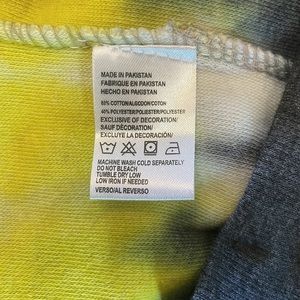 MADE IN PAKISTAN
FABRIQUE EN PAKISTAN
HECHO EN PAKISTAN
60% COTTON/ALGODON/COTON
40% POLYESTER/POLIESTER/POLYESTER
EXCLUSIVE OF DECORATION/
SAUF DÉCORATION/
EXCLUYE LA DECORACIÓN/
MACHINE WASH COLD SEPARATELY
DO NOT BLEACH
TUMBLE DRY LOW
LOW IRON IF NEEDED
VERSO/AL REVERSO